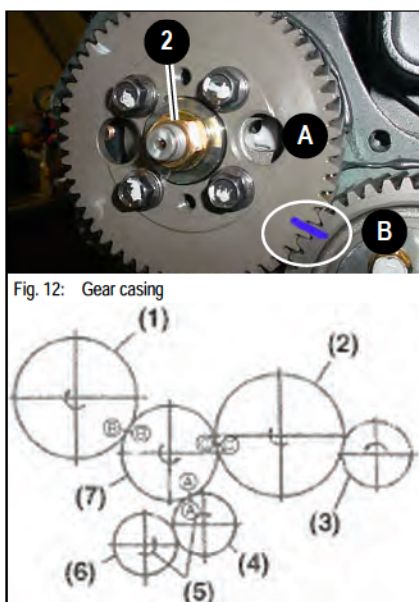 2
A
B
Fig. 12: Gear casing
(1)
(2)
B B
C C
(7)
(3)
A
A
(6)
(4)
(5)